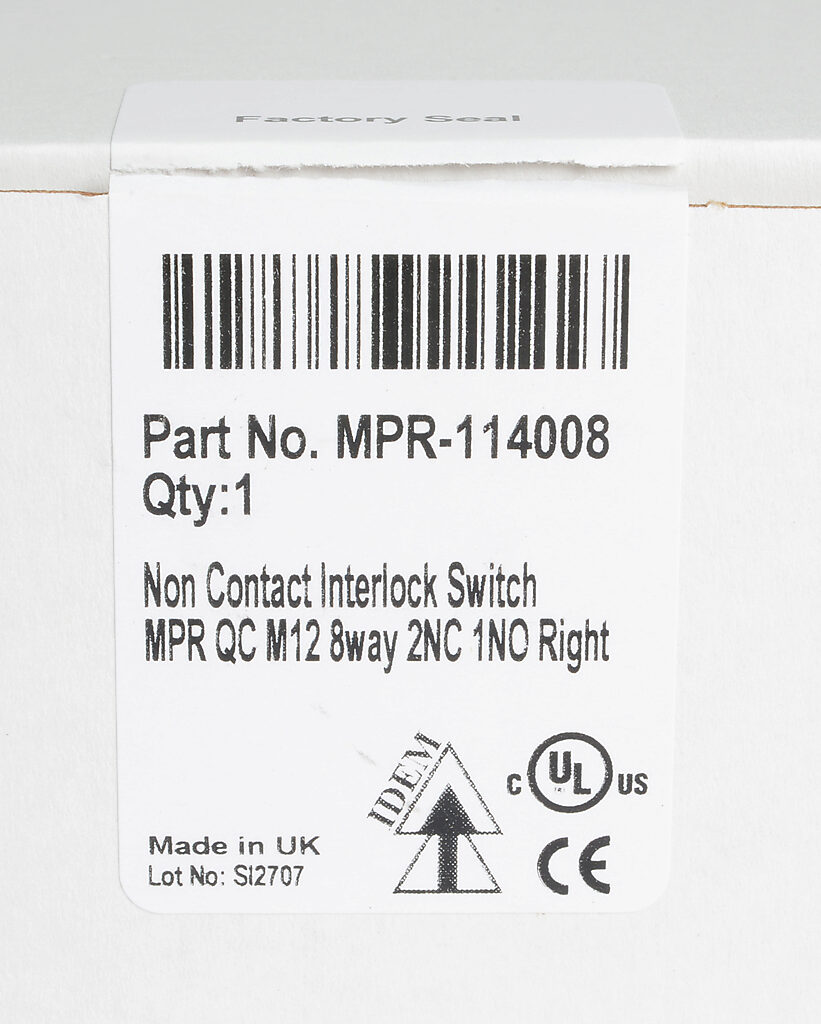 Factory Seal
Part No. MPR-114008
Qty:1
Non Contact Interlock Switch
MPR QC M12 8way 2NC 1NO Right
IDEM
C UL US
CE
Made in UK
Lot No: SI2707